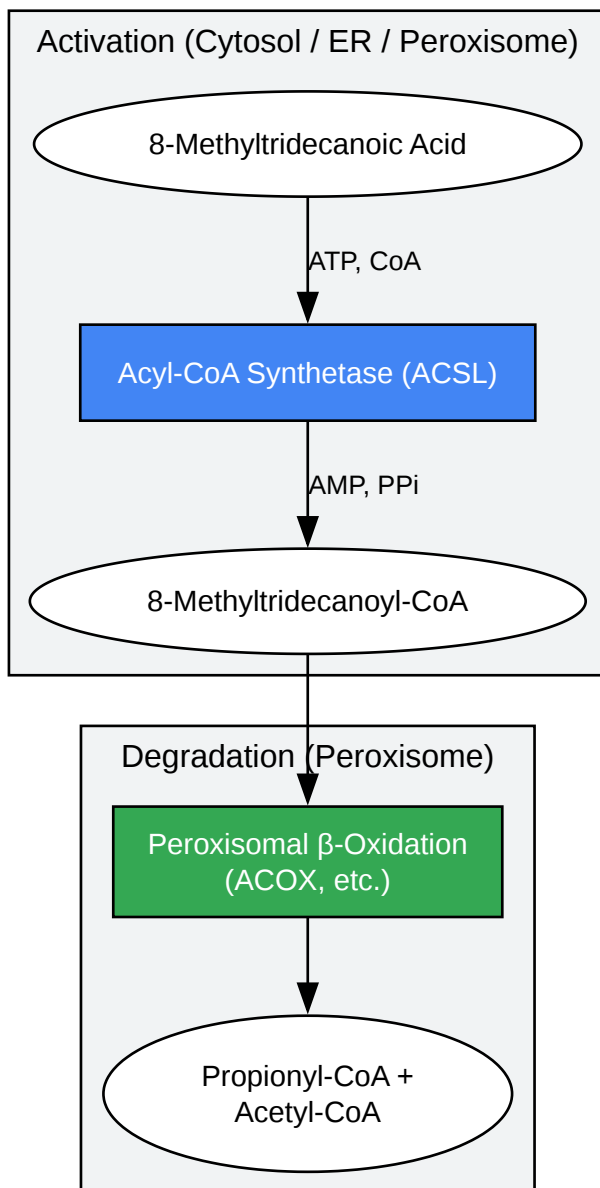 Activation (Cytosol / ER / Peroxisome)
8-Methyltridecanoic Acid
ATP, CoA
Acyl-CoA Synthetase (ACSL)
AMP, PPi
8-Methyltridecanoyl-CoA
Degradation (Peroxisome)
Peroxisomal β-Oxidation
(ACOX, etc.)
Propionyl-CoA +
Acetyl-CoA